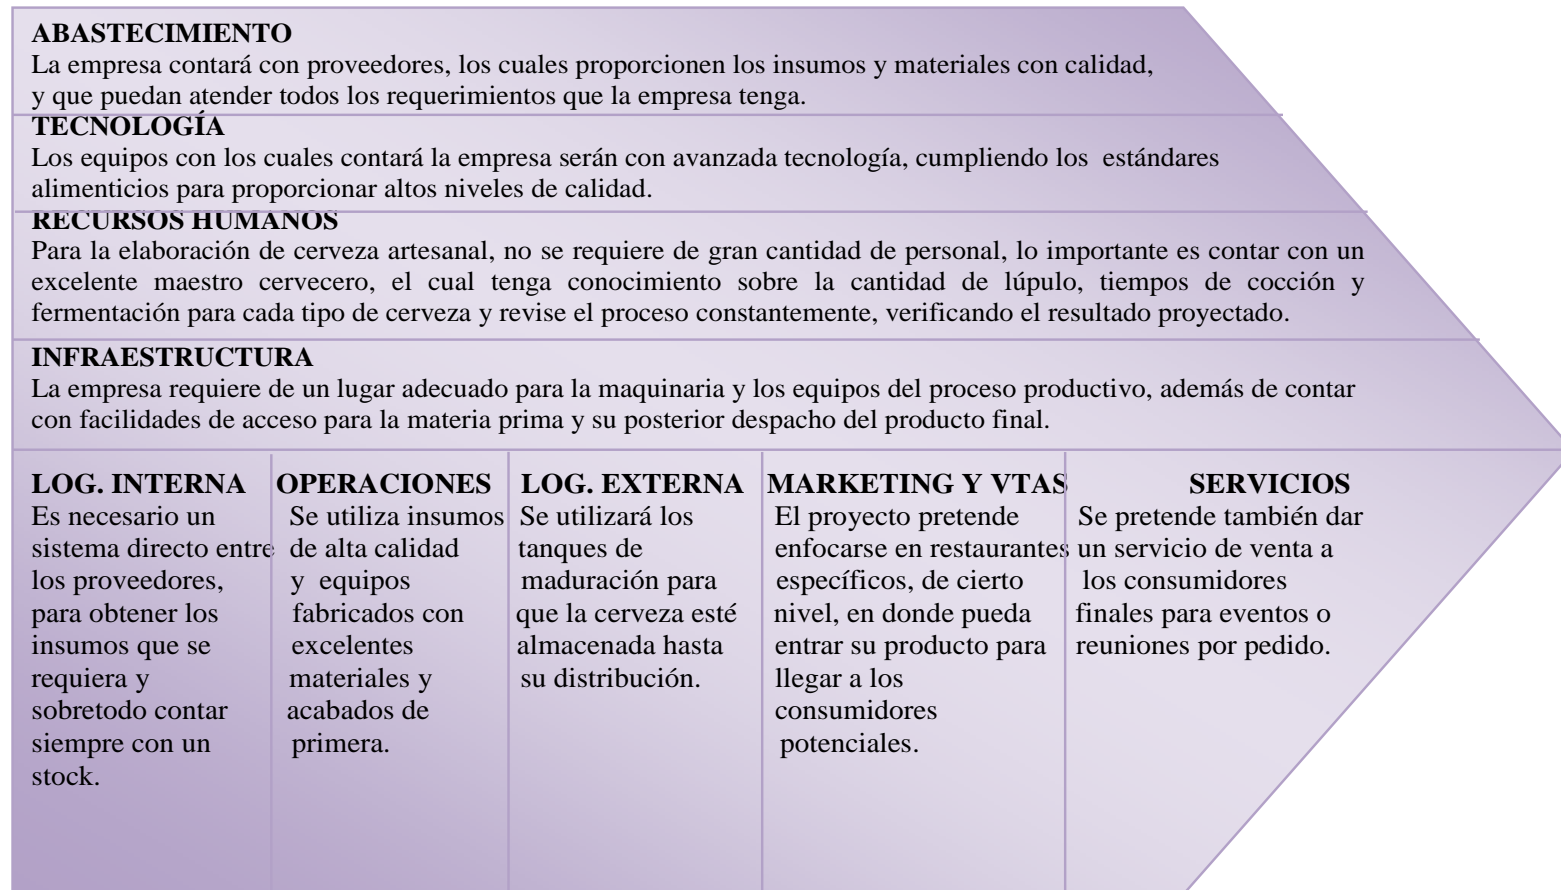 ABASTECIMIENTO
La empresa contará con proveedores, los cuales proporcionen los insumos y materiales con calidad,
y que puedan atender todos los requerimientos que la empresa tenga.
TECNOLOGÍA
Los equipos con los cuales contará la empresa serán con avanzada tecnología, cumpliendo los estándares
alimenticios para proporcionar altos niveles de calidad.
RECURSOS HUMANOS
Para la elaboración de cerveza artesanal, no se requiere de gran cantidad de personal, lo importante es contar con un
excelente maestro cervecero, el cual tenga conocimiento sobre la cantidad de lúpulo, tiempos de cocción y
fermentación para cada tipo de cerveza y revise el proceso constantemente, verificando el resultado proyectado.
INFRAESTRUCTURA
La empresa requiere de un lugar adecuado para la maquinaria y los equipos del proceso productivo, además de contar
con facilidades de acceso para la materia prima y su posterior despacho del producto final.
LOG. INTERNA
Es necesario un
sistema directo entre
los proveedores,
para obtener los
insumos que se
requiera y
sobretodo contar
siempre con un
stock.
OPERACIONES
Se utiliza insumos
de alta calidad
y equipos
fabricados con
excelentes
materiales y
acabados de
primera.
LOG. EXTERNA
Se utilizará los
tanques de
maduración para
que la cerveza esté
almacenada hasta
su distribución.
MARKETING Y VTAS
El proyecto pretende
enfocarse en restaurantes
específicos, de cierto
nivel, en donde pueda
entrar su producto para
llegar a los
consumidores
potenciales.
SERVICIOS
Se pretende también dar
un servicio de venta a
los consumidores
finales para eventos o
reuniones por pedido.